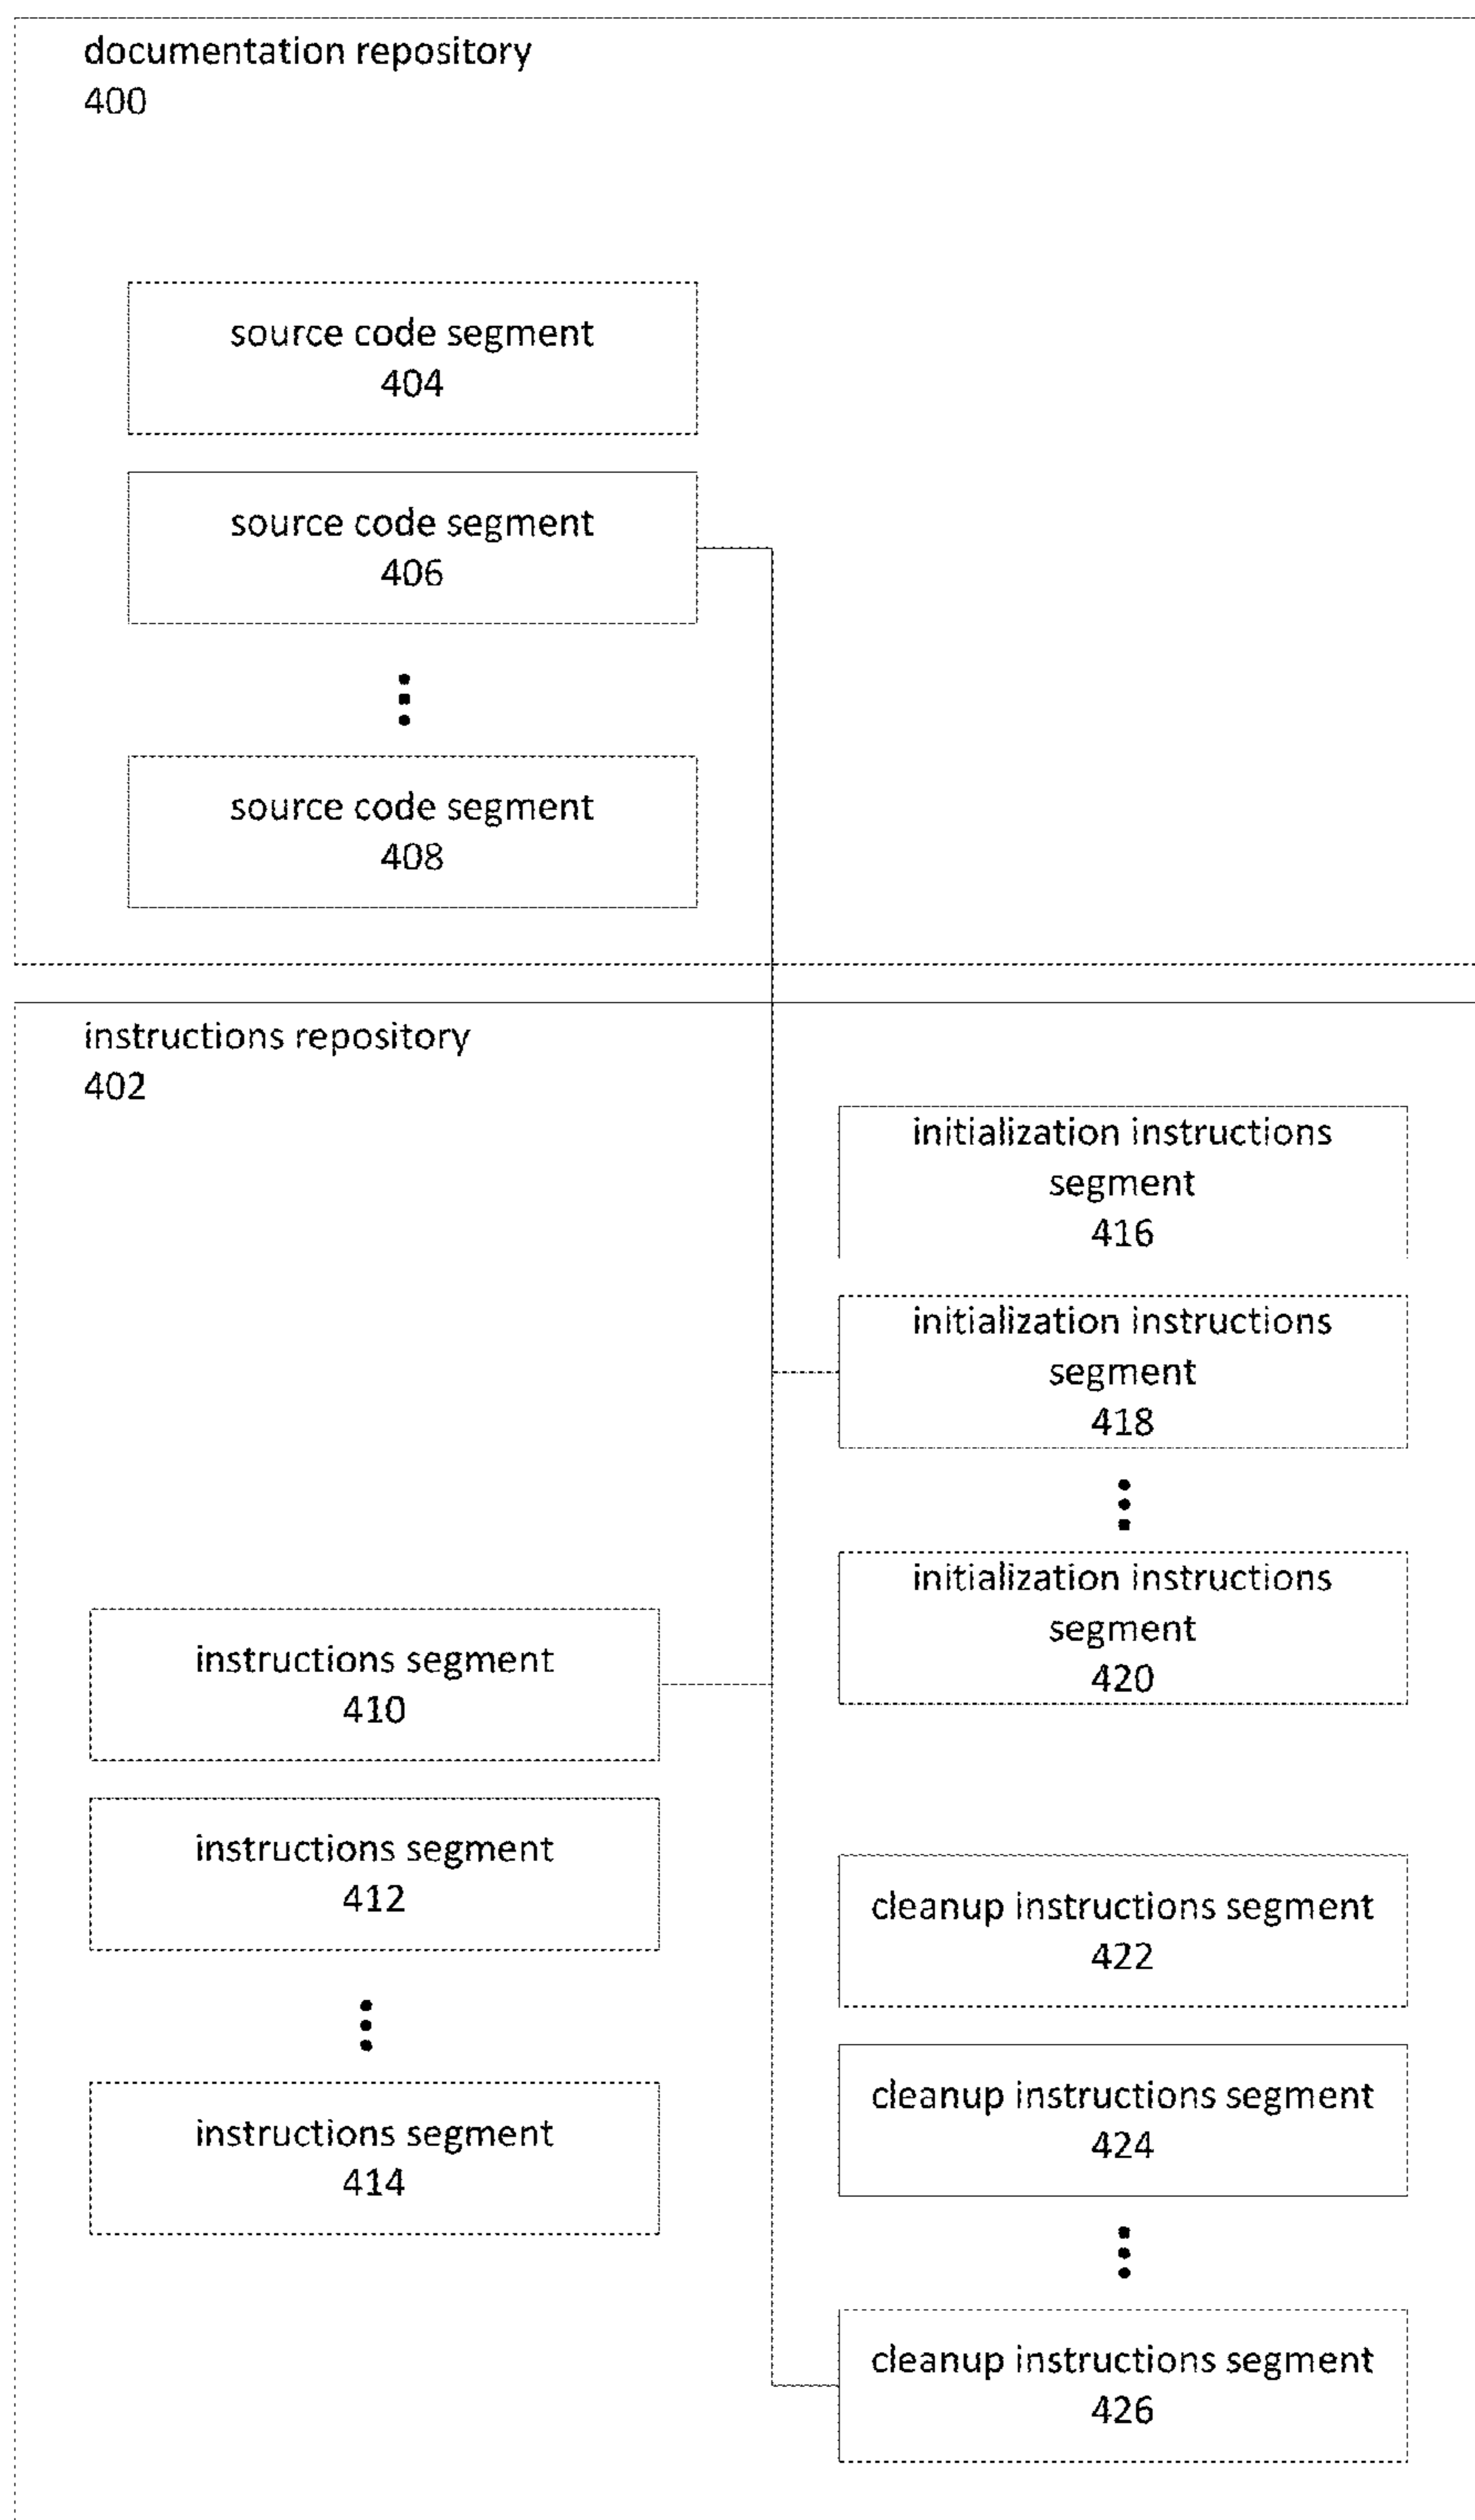 documentation repository
400
source code segment
404
source code segment
406
source code segment
408
instructions repository
402
initialization instructions
segment
416
initialization instructions
segment
418
initialization instructions
segment
420
instructions segment
410
instructions segment
412
instructions segment
414
cleanup instructions segment
422
cleanup instructions segment
424
cleanup instructions segment
426